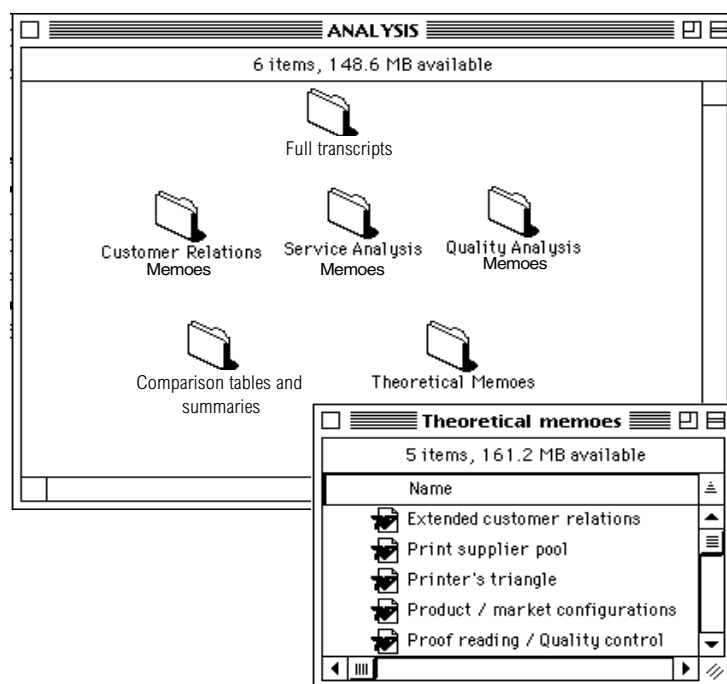 ANALYSIS
6 items, 148.6 MB available
Full transcripts
Customer Relations
Memoes
Service Analysis
Memoes
Quality Analysis
Memoes
Comparison tables and
summaries
Theoretical Memoes
Theoretical memoes
5 items, 161.2 MB available
Name
Extended customer relations
Print supplier pool
Printer's triangle
Product / market configurations
Proof reading / Quality control